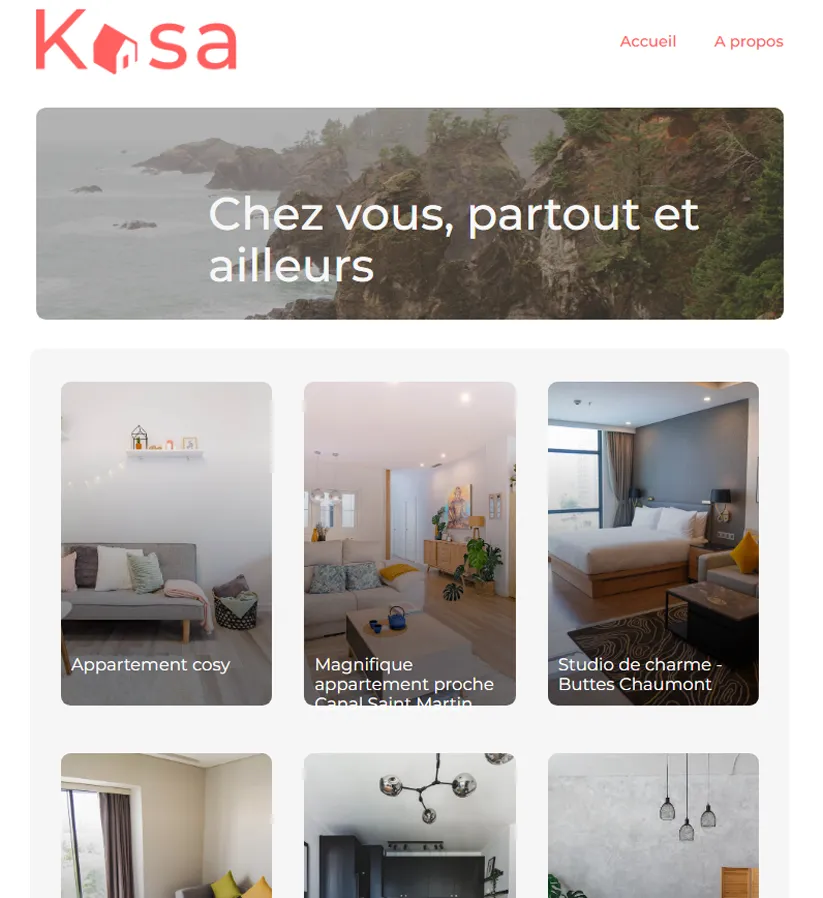 Kasa
Accueil
A propos
Chez vous, partout et
ailleurs
Appartement cosy
Magnifique
appartement proche
Canal Saint Martin
Studio de charme -
Buttes Chaumont